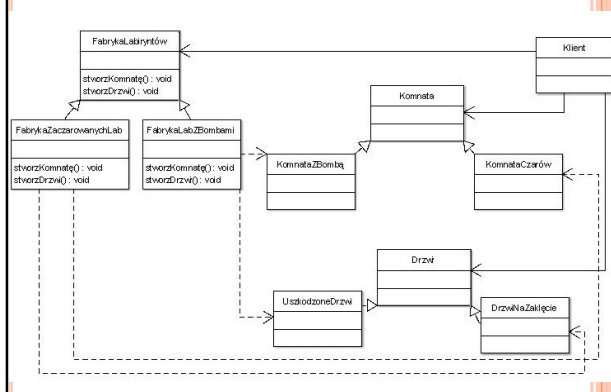 FabrykaLabiryntów
stworzKomnatę() : void
stworzDrzwi() : void
Klient
Komnata
FabrykaZaczarowanychLab
stworzKomnatę() : void
stworzDrzwi() : void
FabrykaLabZBombami
stworzKomnatę() : void
stworzDrzwi() : void
KomnataZBombą
KomnataCzarów
Drzwi
UszkodzoneDrzwi
DrzwiNaZaklęcie